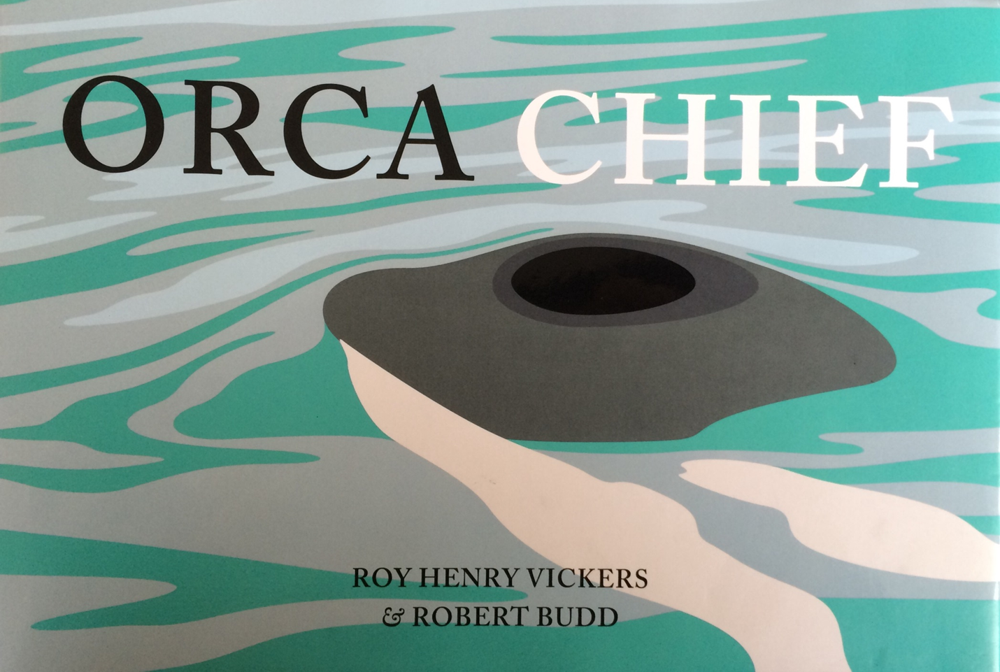 ORCA CHIEF
ROY HENRY VICKERS
& ROBERT BUDD